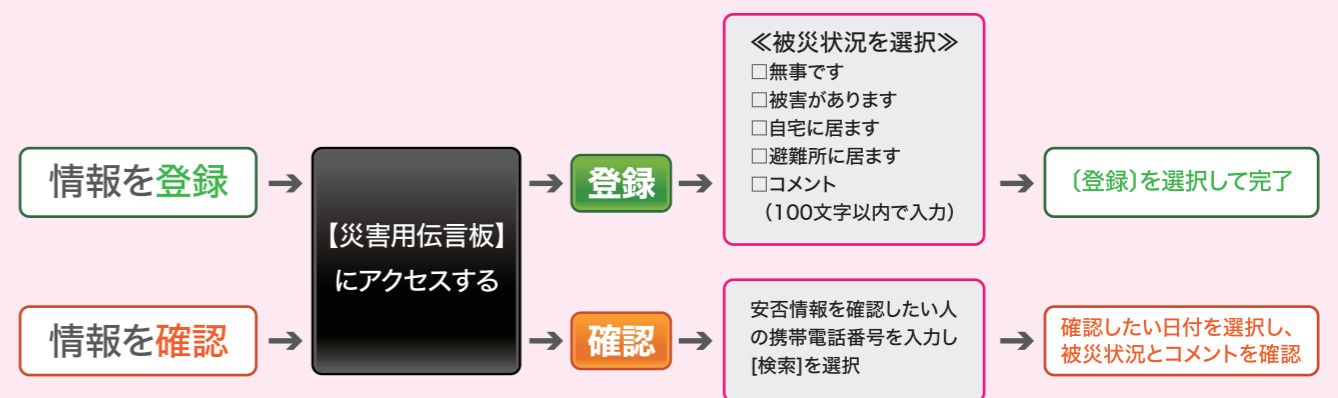 情報を登録
【災害用伝言板】
にアクセスする
登録
≪被災状況を選択≫
□無事です
□被害があります
□自宅に居ます
□避難所に居ます
□コメント
（100文字以内で入力）
〔登録〕を選択して完了
情報を確認
確認
安否情報を確認したい人
の携帯電話番号を入力し
[検索]を選択
確認したい日付を選択し、
被災状況とコメントを確認